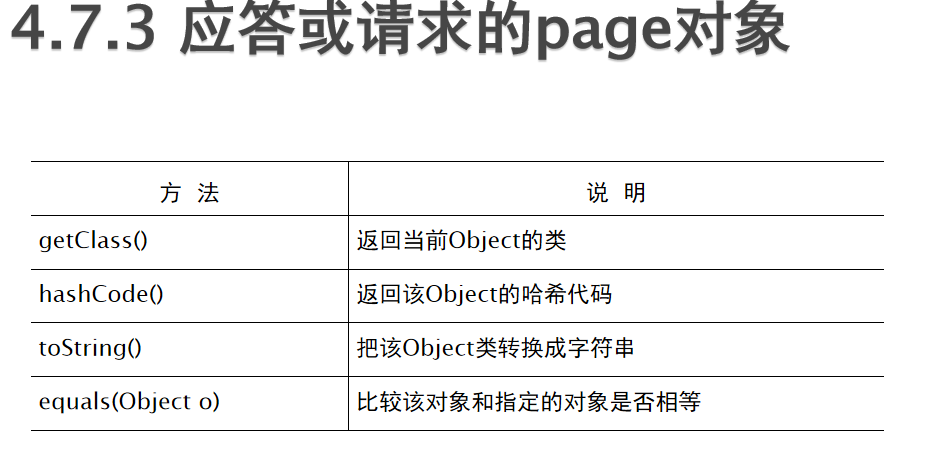 4.7.3 应答或请求的page对象
方 法 说 明
getClass() 返回当前Object的类
hashCode() 返回该Object的哈希代码
toString() 把该Object类转换成字符串
equals(Object o) 比较该对象和指定的对象是否相等